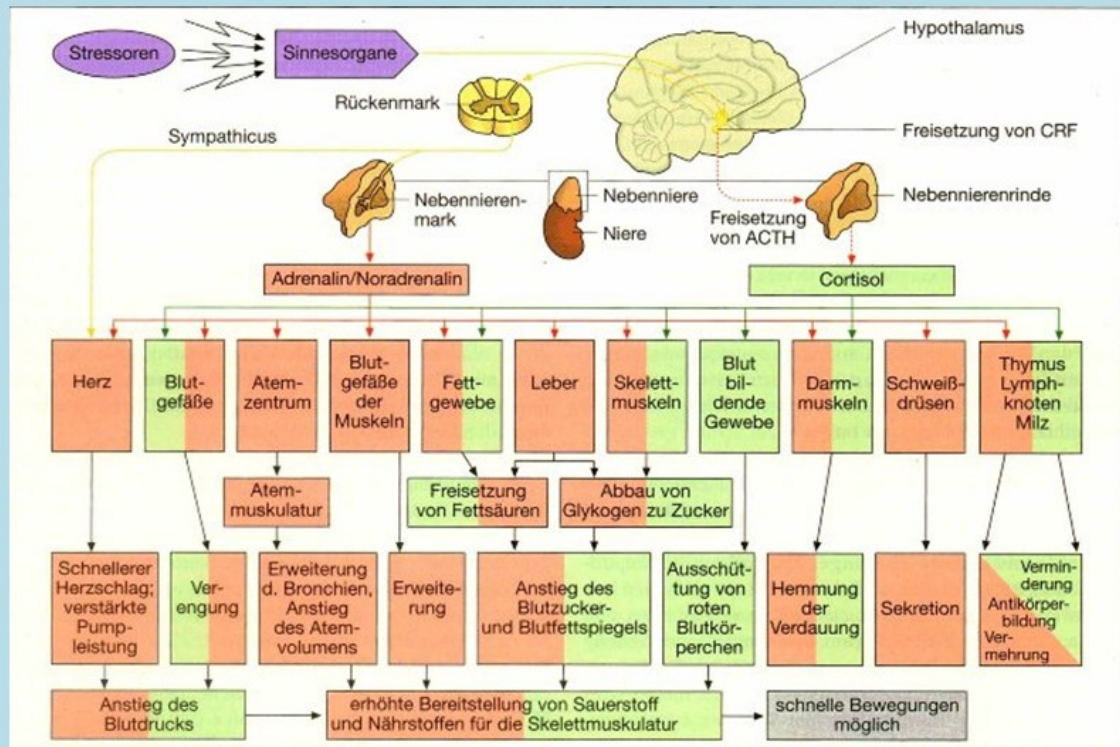 Stressoren
Sinnesorgane
Hypothalamus
Rückenmark
Freisetzung von CRF
Sympathicus
Nebennieren-
mark
Nebenniere
Niere
Freisetzung
von ACTH
Nebennierenrinde
Adrenalin/Noradrenalin
Cortisol
Herz
Blut-
gefäße
Atem-
zentrum
Blut-
gefäße
der
Muskeln
Fett-
gewebe
Leber
Skelett-
muskeln
Blut
bil-
dende
Gewebe
Darm-
muskeln
Schweiß-
drüsen
Thymus
Lymph-
knoten
Milz
Atem-
muskulatur
Freisetzung
von Fettsäuren
Abbau von
Glykogen zu Zucker
Schnellerer
Herzschlag;
verstärkte
Pump-
leistung
Ver-
engung
Erweiterung
d. Bronchien,
Anstieg
des Atem-
volumens
Erweite-
rung
Anstieg des
Blutzucker-
und Blutfettspiegels
Ausschüt-
tung von
roten
Blutkör-
perchen
Hemmung
der
Verdauung
Sekretion
Vermin-
derung
Antikörper-
bildung
Ver-
mehrung
Anstieg des
Blutdrucks
erhöhte Bereitstellung von Sauerstoff
und Nährstoffen für die Skelettmuskulatur
schnelle Bewegungen
möglich